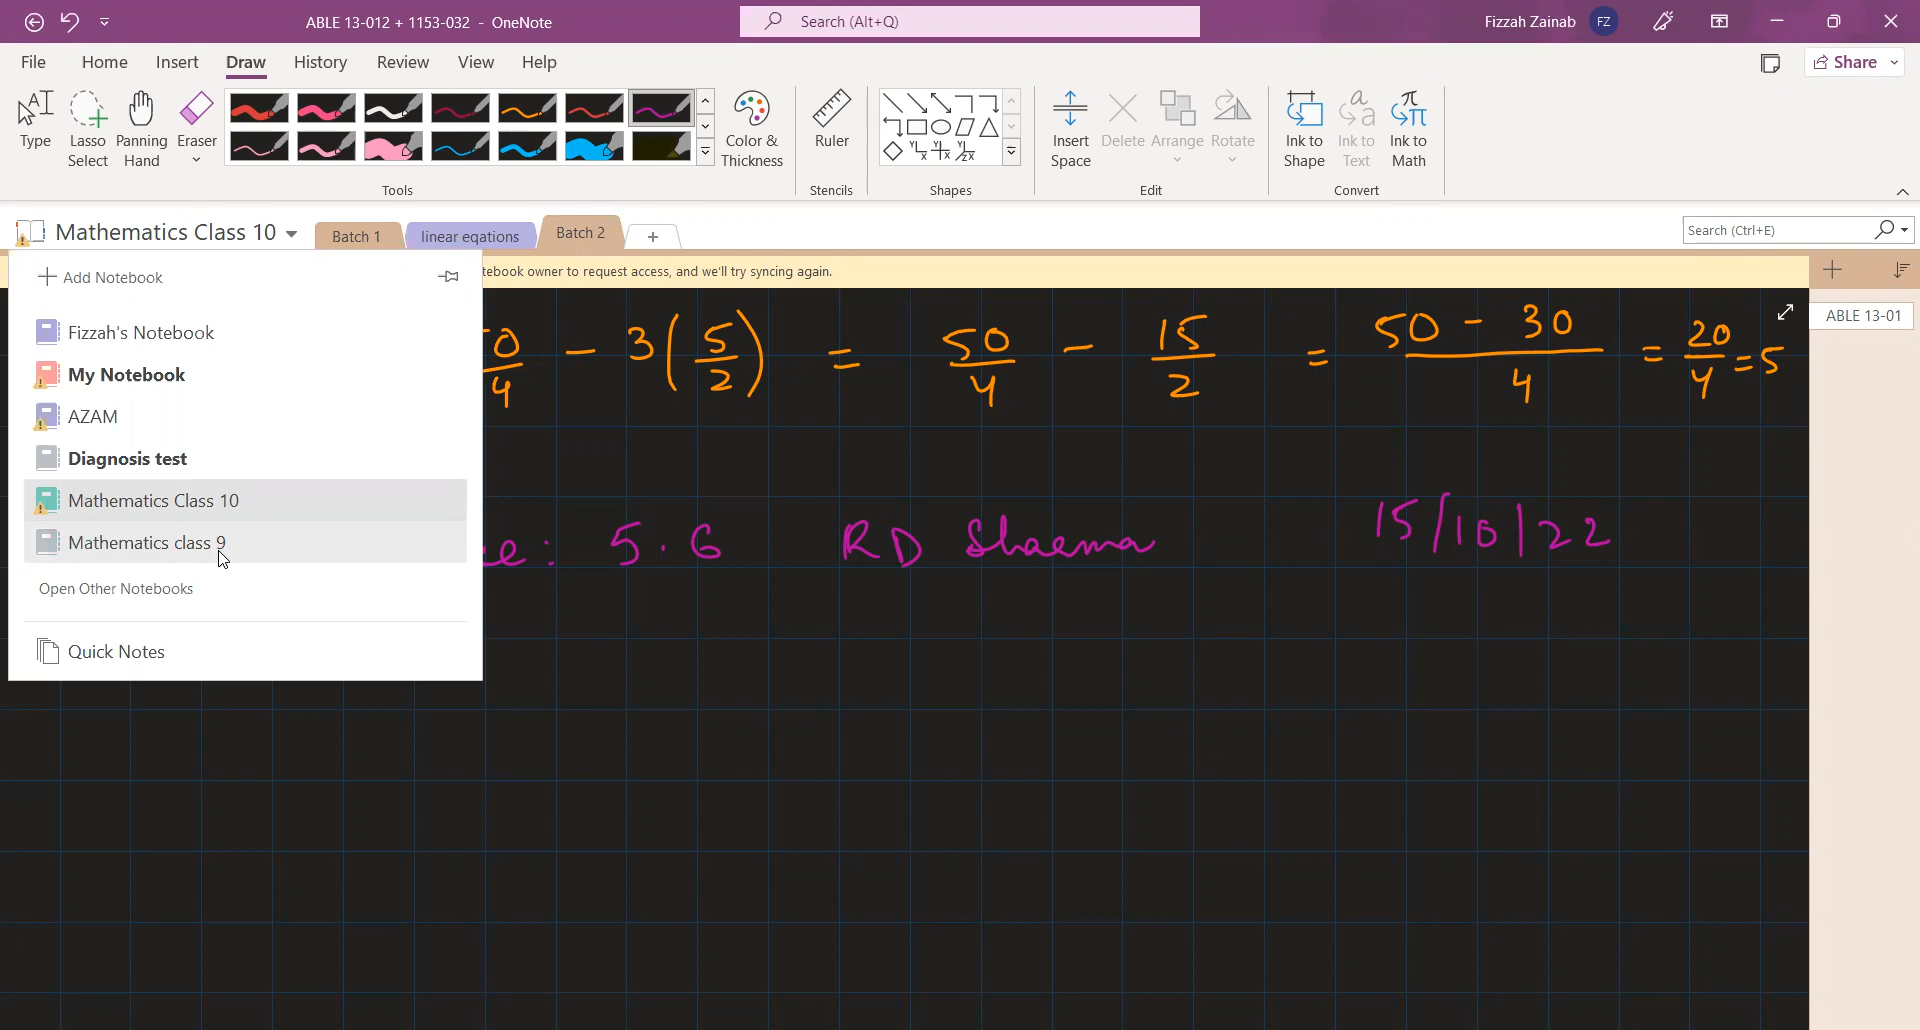 ABLE 13-012 + 1153-032 - OneNote
Search (Alt+Q)
Fizzah Zainab
FZ
File Home Insert Draw History Review View Help
Share
Type
Lasso Select
Panning Hand
Eraser
Color & Thickness
Ruler
Insert Space
Delete
Arrange
Rotate
Ink to Shape
Ink to Text
Ink to Math
Tools
Stencils
Shapes
Edit
Convert
Mathematics Class 10
Batch 1
linear eqations
Batch 2
Search (Ctrl+E)
Add Notebook
tebook owner to request access, and we'll try syncing again.
Fizzah's Notebook
My Notebook
AZAM
Diagnosis test
Mathematics Class 10
Mathematics class 9
Open Other Notebooks
Quick Notes
ABLE 13-01
50/4 - 3(5/2) = 50/4 - 15/2 = 50 - 30/4 = 20/4 = 5
5.6 RD Sharma 15/10/22